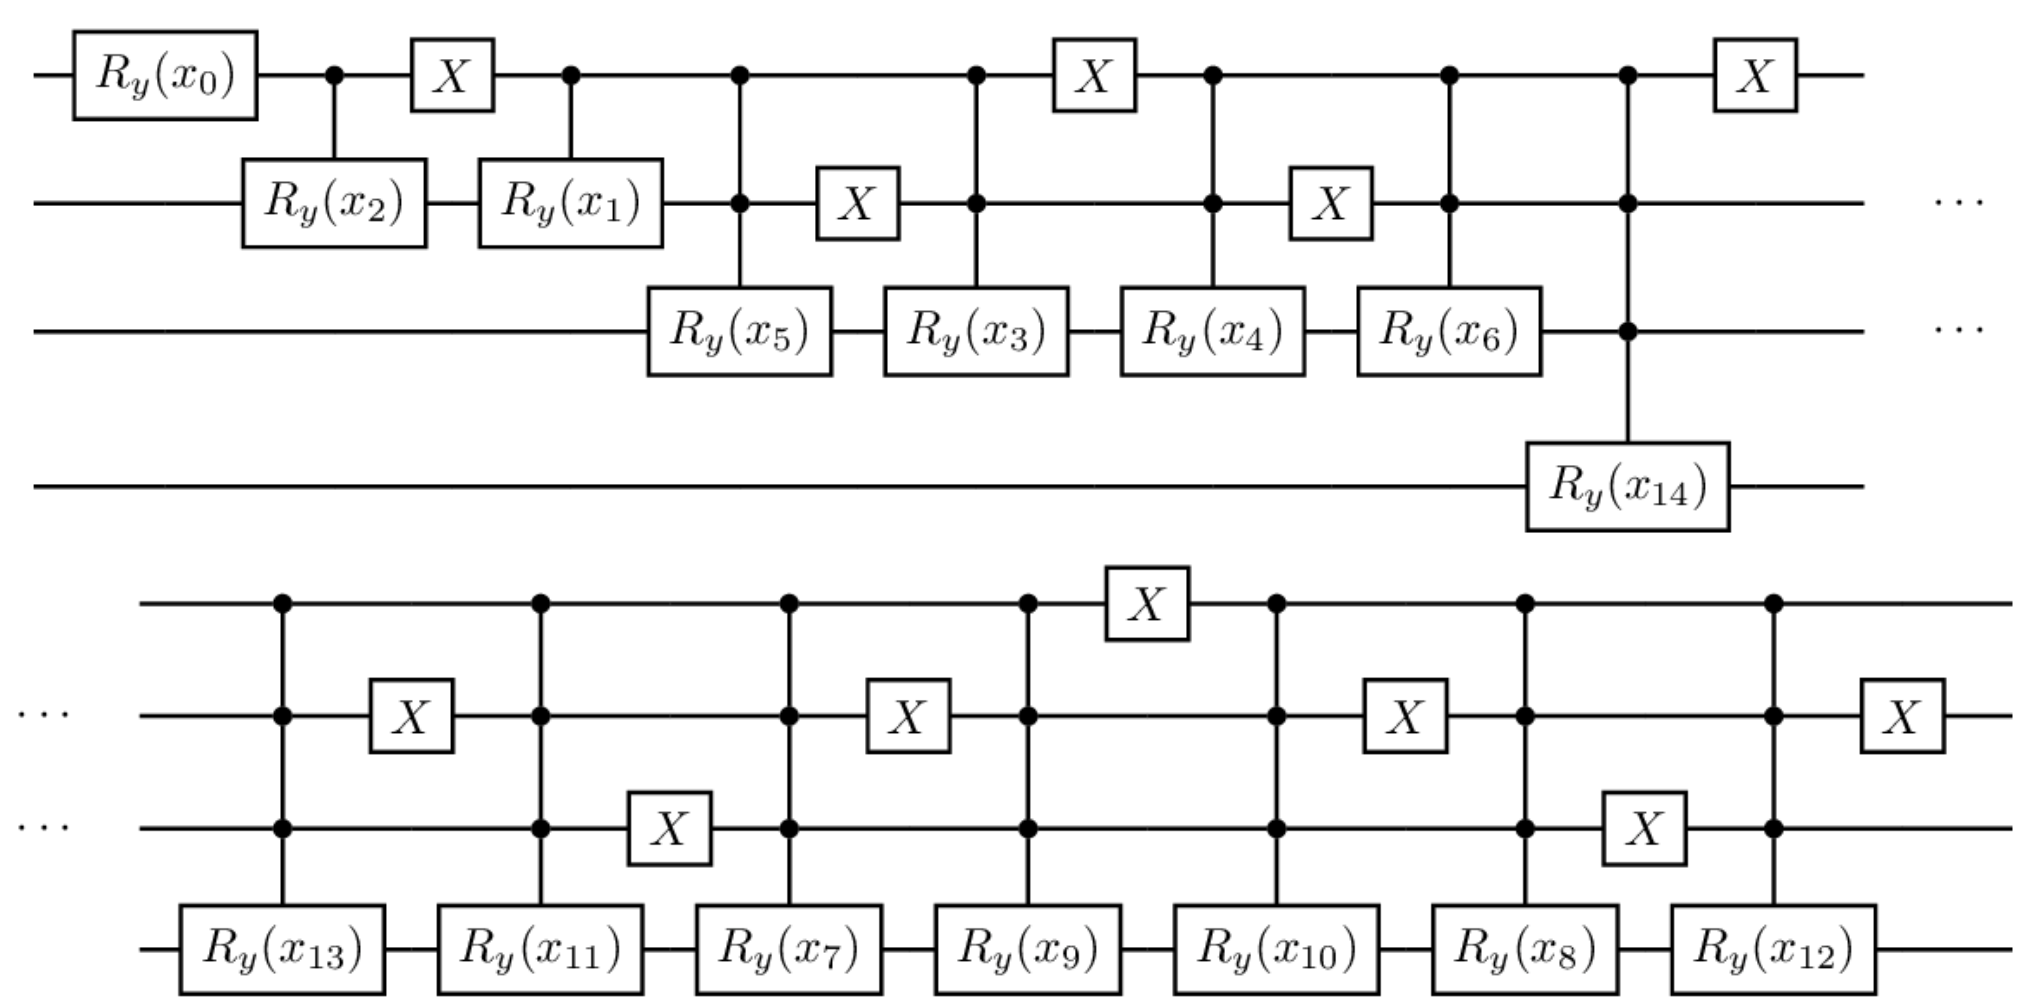 R_y(x_0) X X X
R_y(x_2) R_y(x_1) X X ···
R_y(x_5) R_y(x_3) R_y(x_4) R_y(x_6) ···
R_y(x_14)
X
··· X X X X
··· X X
R_y(x_13) R_y(x_11) R_y(x_7) R_y(x_9) R_y(x_10) R_y(x_8) R_y(x_12)